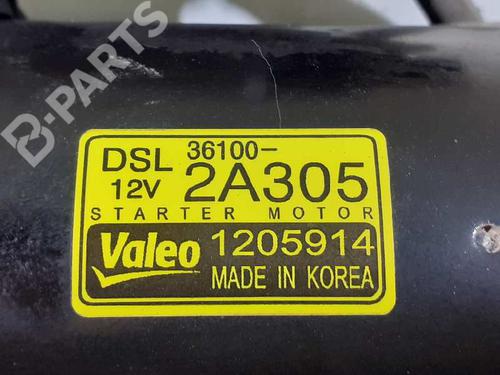 B-PARTS
DSL 36100-
12V 2A305
STARTER MOTOR
Valeo 1205914
MADE IN KOREA